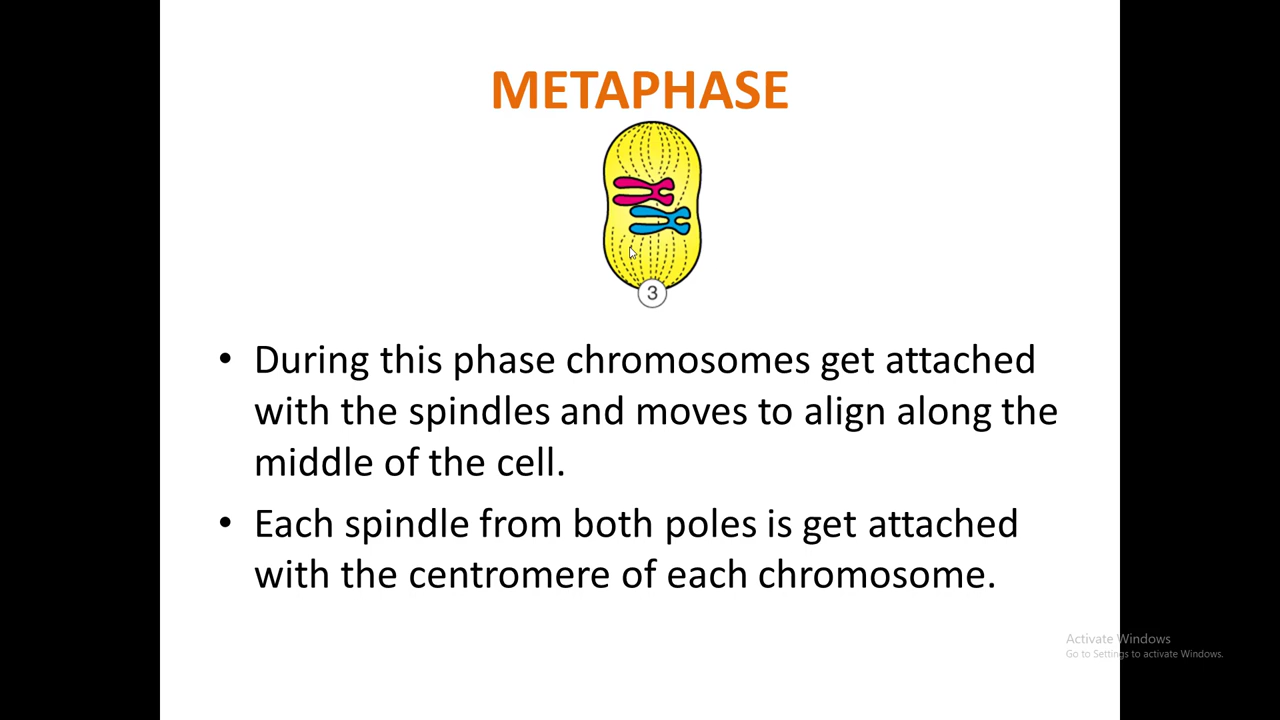 METAPHASE
3
• During this phase chromosomes get attached
with the spindles and moves to align along the
middle of the cell.
• Each spindle from both poles is get attached
with the centromere of each chromosome.
Activate Windows
Go to Settings to activate Windows.